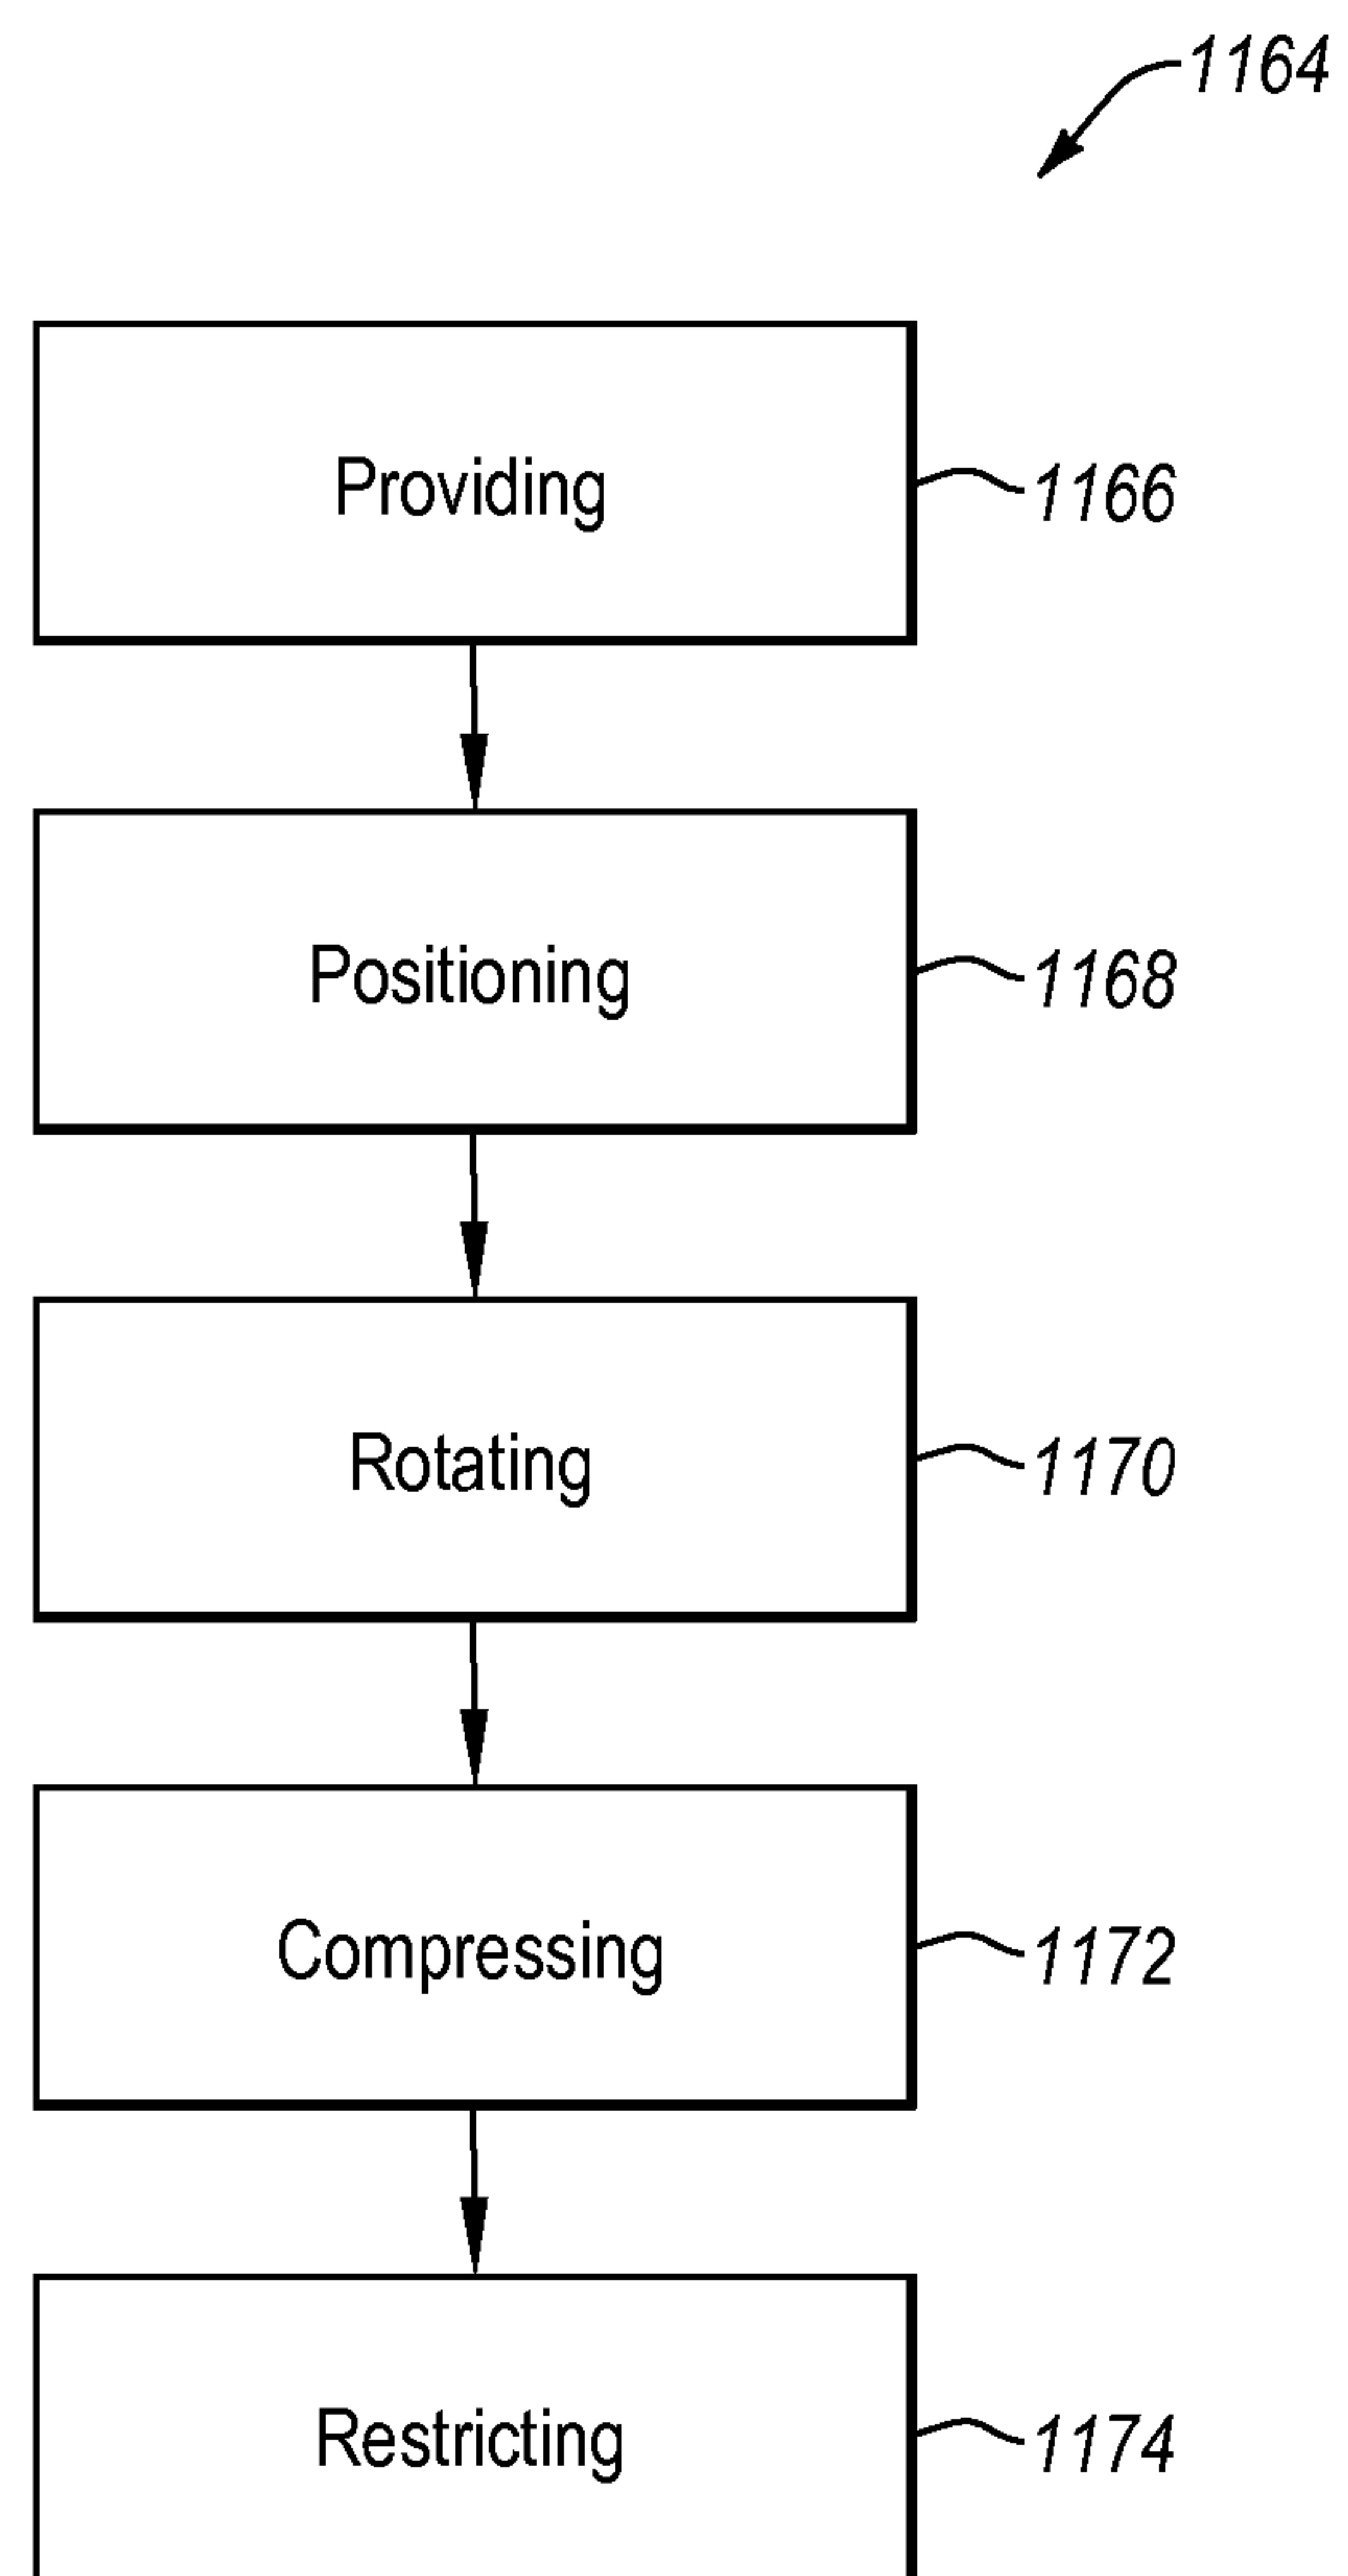 1164
Providing
1166
Positioning
1168
Rotating
1170
Compressing
1172
Restricting
1174